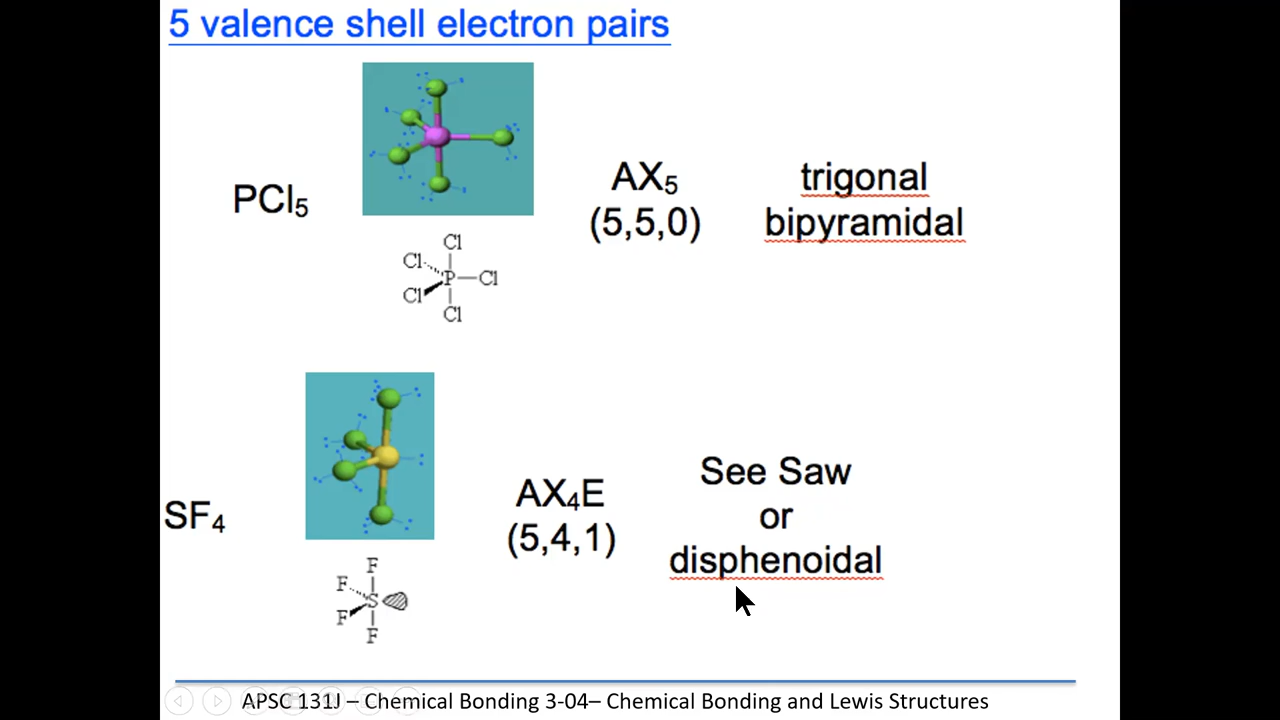 5 valence shell electron pairs
PCl₅
AX₅
(5,5,0)
trigonal
bipyramidal
Cl
Cl
P
Cl
Cl
Cl
SF₄
AX₄E
(5,4,1)
See Saw
or
disphenoidal
F
F
S
F
F
APSC 131J – Chemical Bonding 3-04– Chemical Bonding and Lewis Structures